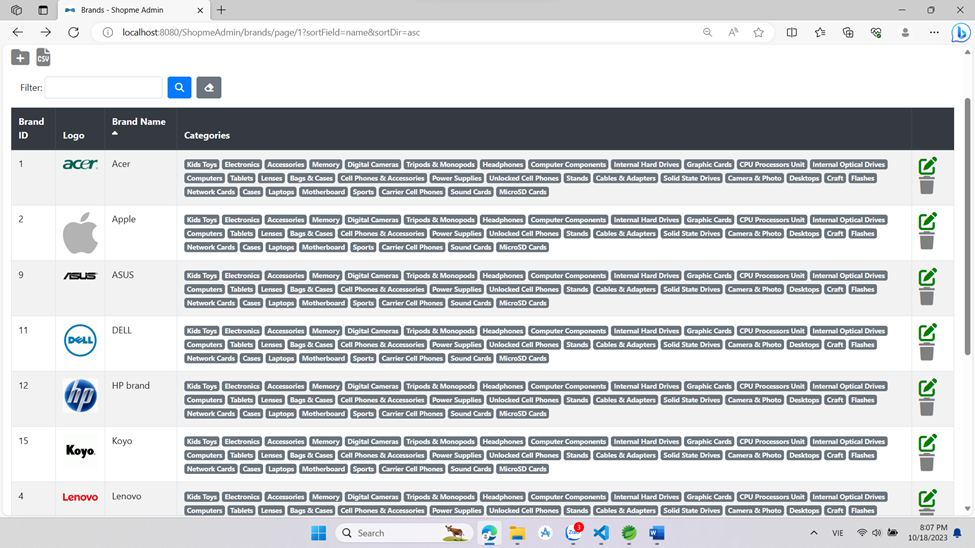 Brands - Shopme Admin
localhost:8080/ShopmeAdmin/brands/page/1?sortField=name&sortDir=asc
CSV
Filter:
Brand ID Logo Brand Name Categories
1 acer Acer Kids Toys Electronics Accessories Memory Digital Cameras Tripods & Monopods Headphones Computer Components Internal Hard Drives Graphic Cards CPU Processors Unit Internal Optical Drives
Computers Tablets Lenses Bags & Cases Cell Phones & Accessories Power Supplies Unlocked Cell Phones Stands Cables & Adapters Solid State Drives Camera & Photo Desktops Craft Flashes
Network Cards Cases Laptops Motherboard Sports Carrier Cell Phones Sound Cards MicroSD Cards
2 Apple Kids Toys Electronics Accessories Memory Digital Cameras Tripods & Monopods Headphones Computer Components Internal Hard Drives Graphic Cards CPU Processors Unit Internal Optical Drives
Computers Tablets Lenses Bags & Cases Cell Phones & Accessories Power Supplies Unlocked Cell Phones Stands Cables & Adapters Solid State Drives Camera & Photo Desktops Craft Flashes
Network Cards Cases Laptops Motherboard Sports Carrier Cell Phones Sound Cards MicroSD Cards
9 ASUS ASUS Kids Toys Electronics Accessories Memory Digital Cameras Tripods & Monopods Headphones Computer Components Internal Hard Drives Graphic Cards CPU Processors Unit Internal Optical Drives
Computers Tablets Lenses Bags & Cases Cell Phones & Accessories Power Supplies Unlocked Cell Phones Stands Cables & Adapters Solid State Drives Camera & Photo Desktops Craft Flashes
Network Cards Cases Laptops Motherboard Sports Carrier Cell Phones Sound Cards MicroSD Cards
11 DELL DELL Kids Toys Electronics Accessories Memory Digital Cameras Tripods & Monopods Headphones Computer Components Internal Hard Drives Graphic Cards CPU Processors Unit Internal Optical Drives
Computers Tablets Lenses Bags & Cases Cell Phones & Accessories Power Supplies Unlocked Cell Phones Stands Cables & Adapters Solid State Drives Camera & Photo Desktops Craft Flashes
Network Cards Cases Laptops Motherboard Sports Carrier Cell Phones Sound Cards MicroSD Cards
12 hp HP brand Kids Toys Electronics Accessories Memory Digital Cameras Tripods & Monopods Headphones Computer Components Internal Hard Drives Graphic Cards CPU Processors Unit Internal Optical Drives
Computers Tablets Lenses Bags & Cases Cell Phones & Accessories Power Supplies Unlocked Cell Phones Stands Cables & Adapters Solid State Drives Camera & Photo Desktops Craft Flashes
Network Cards Cases Laptops Motherboard Sports Carrier Cell Phones Sound Cards MicroSD Cards
15 Koyo. Koyo Kids Toys Electronics Accessories Memory Digital Cameras Tripods & Monopods Headphones Computer Components Internal Hard Drives Graphic Cards CPU Processors Unit Internal Optical Drives
Computers Tablets Lenses Bags & Cases Cell Phones & Accessories Power Supplies Unlocked Cell Phones Stands Cables & Adapters Solid State Drives Camera & Photo Desktops Craft Flashes
Network Cards Cases Laptops Motherboard Sports Carrier Cell Phones Sound Cards MicroSD Cards
4 Lenovo Lenovo Kids Toys Electronics Accessories Memory Digital Cameras Tripods & Monopods Headphones Computer Components Internal Hard Drives Graphic Cards CPU Processors Unit Internal Optical Drives
Computers Tablets Lenses Bags & Cases Cell Phones & Accessories Power Supplies Unlocked Cell Phones Stands Cables & Adapters Solid State Drives Camera & Photo Desktops Craft Flashes
Search 3 VIE 8:07 PM
10/18/2023